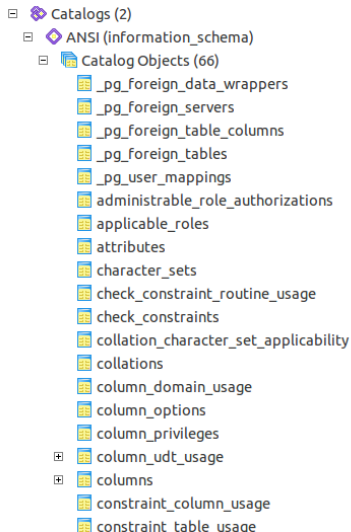 Catalogs (2)
ANSI (information_schema)
Catalog Objects (66)
_pg_foreign_data_wrappers
_pg_foreign_servers
_pg_foreign_table_columns
_pg_foreign_tables
_pg_user_mappings
administrable_role_authorizations
applicable_roles
attributes
character_sets
check_constraint_routine_usage
check_constraints
collation_character_set_applicability
collations
column_domain_usage
column_options
column_privileges
column_udt_usage
columns
constraint_column_usage
constraint_table_usage